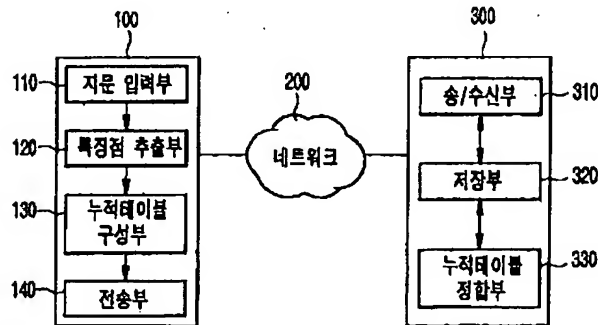 100
110
지문 입력부
120
특징점 추출부
130
누적테이블
구성부
140
전송부
200
네트워크
300
송/수신부
310
저장부
320
누적테이블
정합부
330